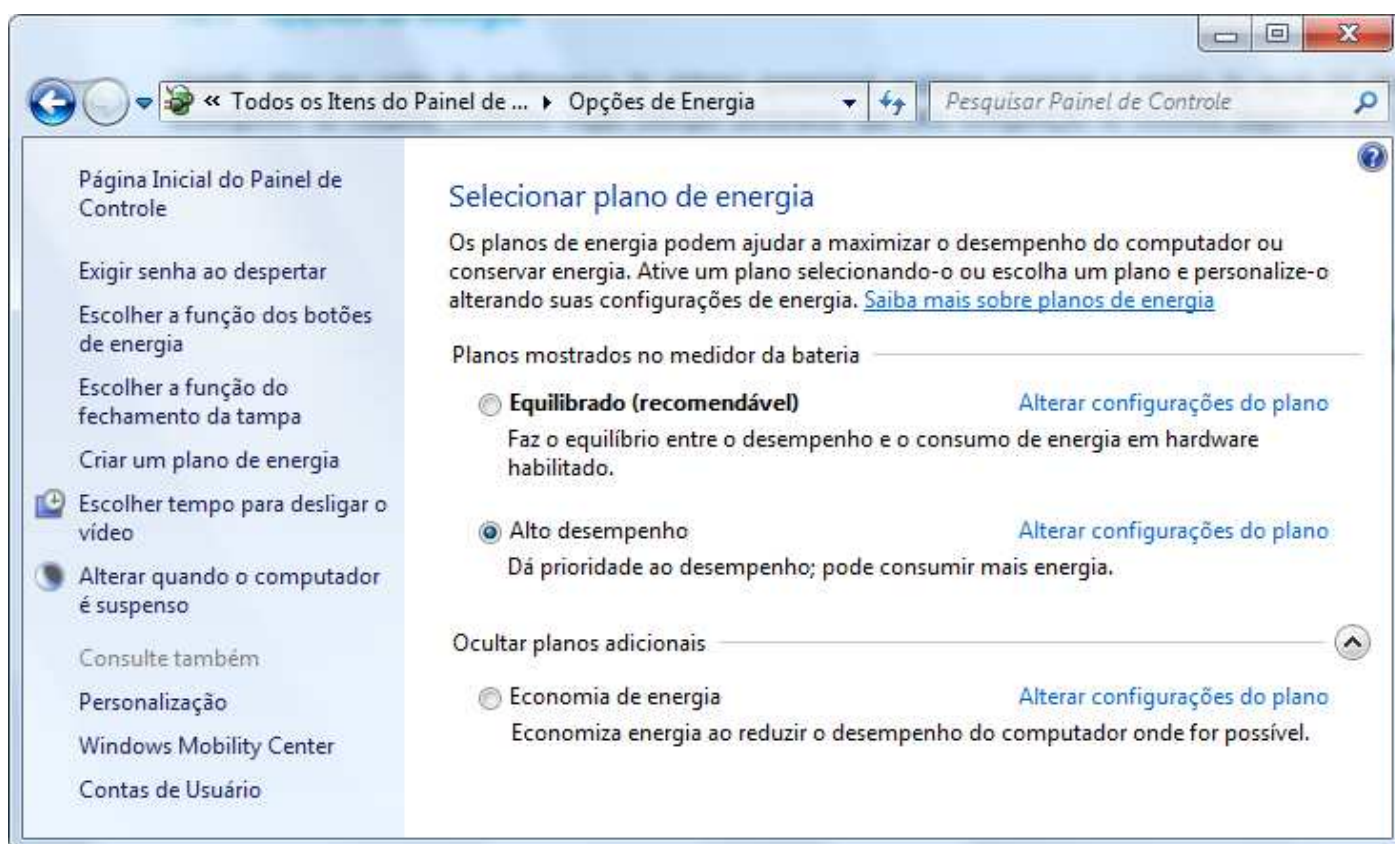 « Todos os Itens do Painel de ... ▸ Opções de Energia
Pesquisar Painel de Controle
Página Inicial do Painel de
Controle
Exigir senha ao despertar
Escolher a função dos botões
de energia
Escolher a função do
fechamento da tampa
Criar um plano de energia
Escolher tempo para desligar o
vídeo
Alterar quando o computador
é suspenso
Consulte também
Personalização
Windows Mobility Center
Contas de Usuário
Selecionar plano de energia
Os planos de energia podem ajudar a maximizar o desempenho do computador ou
conservar energia. Ative um plano selecionando-o ou escolha um plano e personalize-o
alterando suas configurações de energia. Saiba mais sobre planos de energia
Planos mostrados no medidor da bateria
Equilibrado (recomendável) Alterar configurações do plano
Faz o equilíbrio entre o desempenho e o consumo de energia em hardware
habilitado.
Alto desempenho Alterar configurações do plano
Dá prioridade ao desempenho; pode consumir mais energia.
Ocultar planos adicionais
Economia de energia Alterar configurações do plano
Economiza energia ao reduzir o desempenho do computador onde for possível.